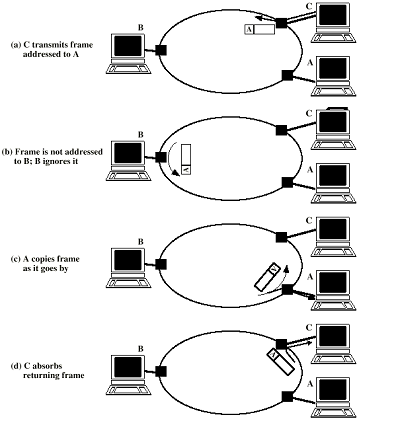 B
C
A
(a) C transmits frame
addressed to A
A
B
C
(b) Frame is not addressed
to B; B ignores it
A
A
B
C
(c) A copies frame
as it goes by
A
A
B
C
(d) C absorbs
returning frame
A
A